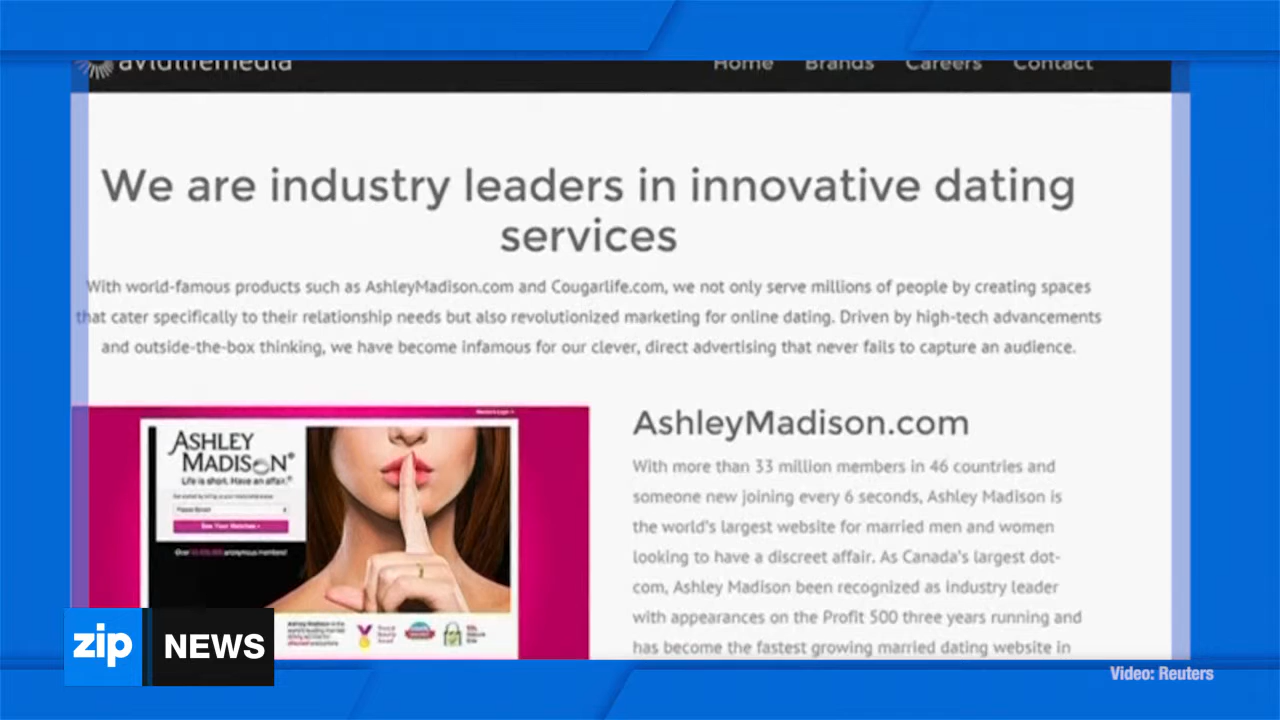 avidlifemedia
Home Brands Careers Contact
We are industry leaders in innovative dating
services
With world-famous products such as AshleyMadison.com and Cougarlife.com, we not only serve millions of people by creating spaces
that cater specifically to their relationship needs but also revolutionized marketing for online dating. Driven by high-tech advancements
and outside-the-box thinking, we have become infamous for our clever, direct advertising that never fails to capture an audience.
ASHLEY
MADISON®
Life is short. Have an affair.®
See Your Matches »
AshleyMadison.com
With more than 33 million members in 46 countries and
someone new joining every 6 seconds, Ashley Madison is
the world's largest website for married men and women
looking to have a discreet affair. As Canada's largest dot-
com, Ashley Madison been recognized as industry leader
with appearances on the Profit 500 three years running and
has become the fastest growing married dating website in
zip NEWS
Video: Reuters